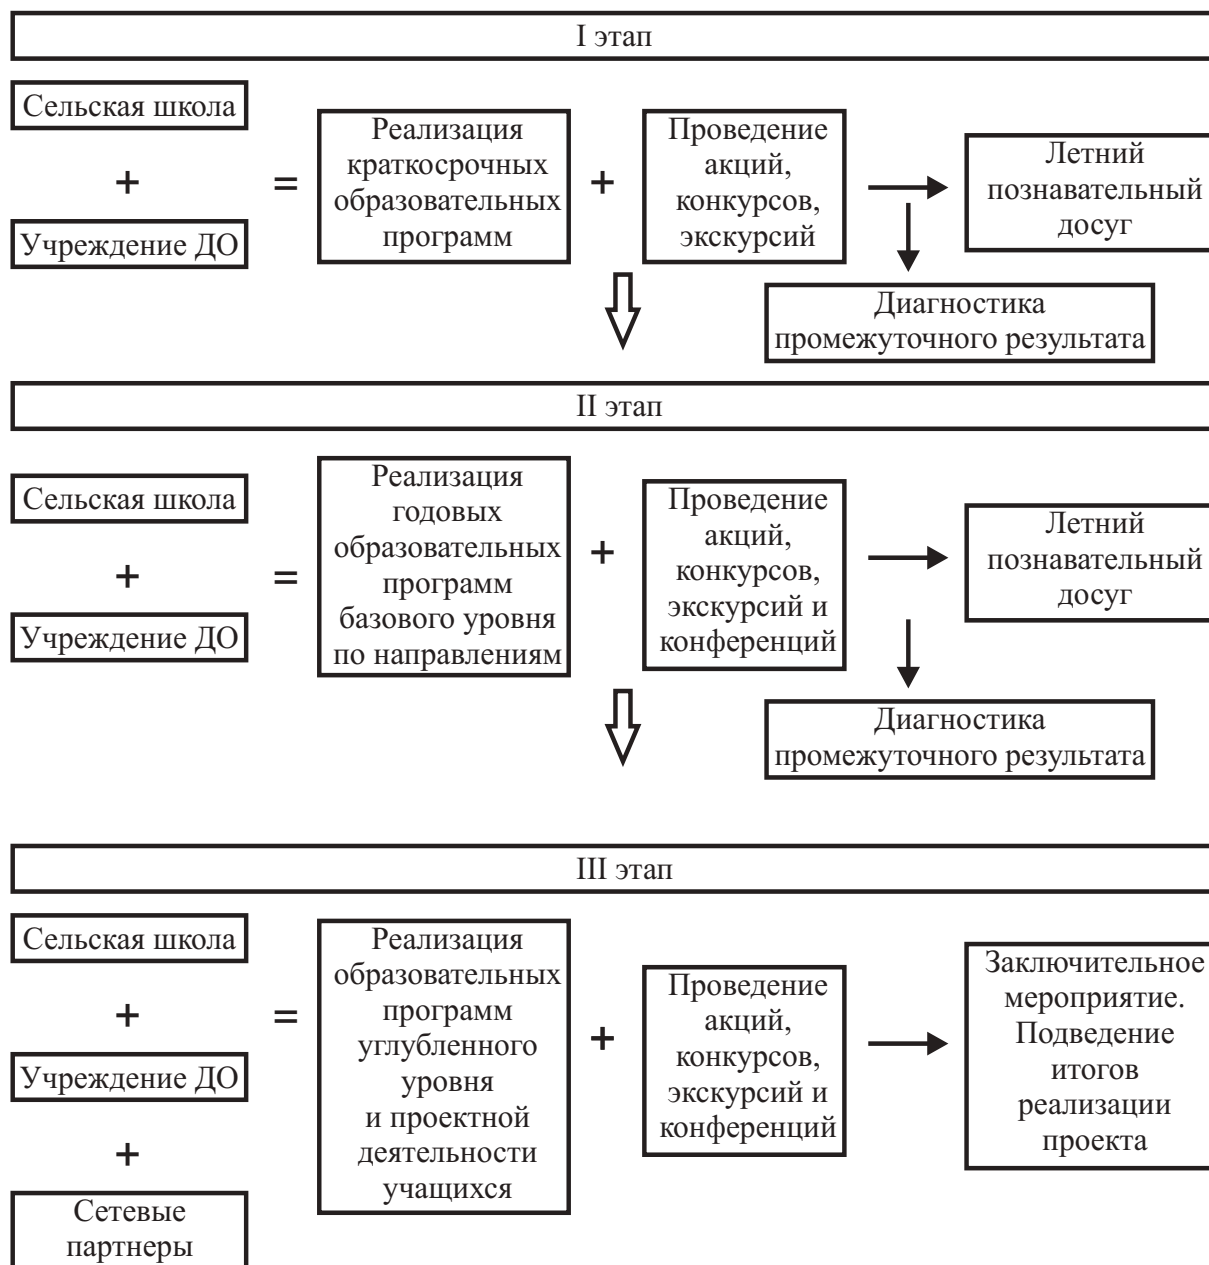 I этап
Сельская школа
+
Учреждение ДО
=
Реализация
краткосрочных
образовательных
программ
+
Проведение
акций,
конкурсов,
экскурсий
Летний
познавательный
досуг
Диагностика
промежуточного результата
II этап
Сельская школа
+
Учреждение ДО
=
Реализация
годовых
образовательных
программ
базового уровня
по направлениям
+
Проведение
акций,
конкурсов,
экскурсий и
конференций
Летний
познавательный
досуг
Диагностика
промежуточного результата
III этап
Сельская школа
+
Учреждение ДО
+
Сетевые
партнеры
=
Реализация
образовательных
программ
углубленного
уровня
и проектной
деятельности
учащихся
+
Проведение
акций,
конкурсов,
экскурсий и
конференций
Заключительное
мероприятие.
Подведение
итогов
реализации
проекта